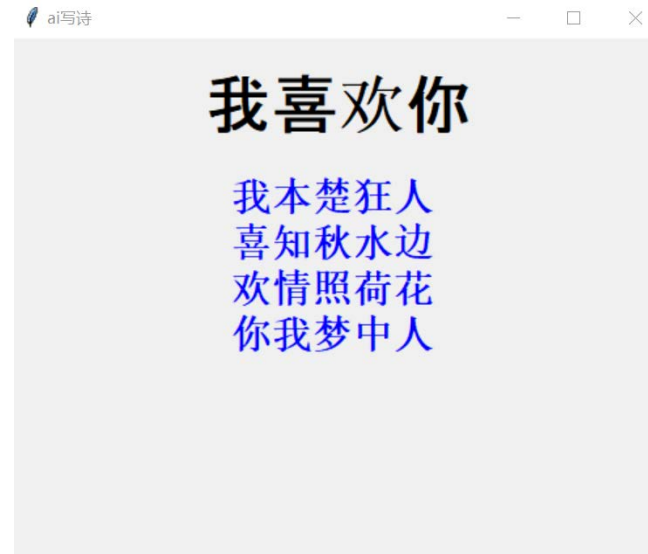 ai写诗
我喜欢你
我本楚狂人
喜知秋水边
欢情照荷花
你我梦中人